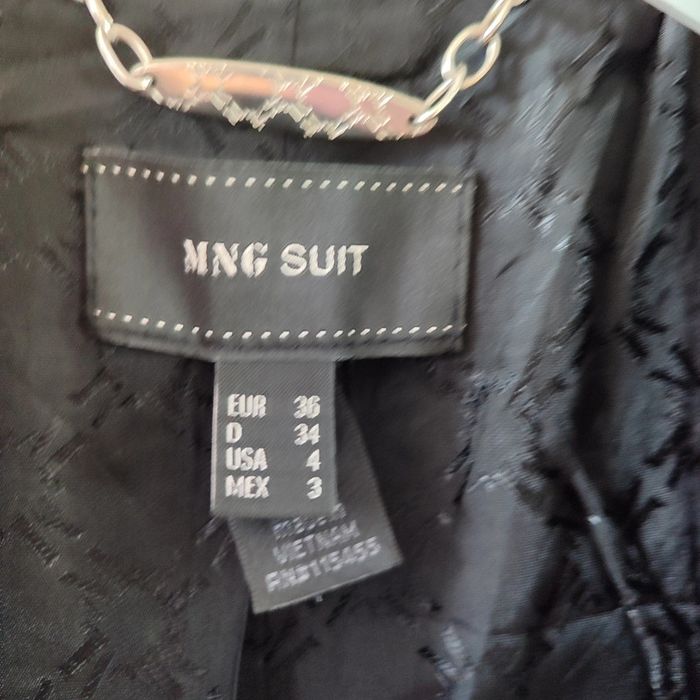 MNG SUIT
EUR 36
D 34
USA 4
MEX 3
VIETNAM